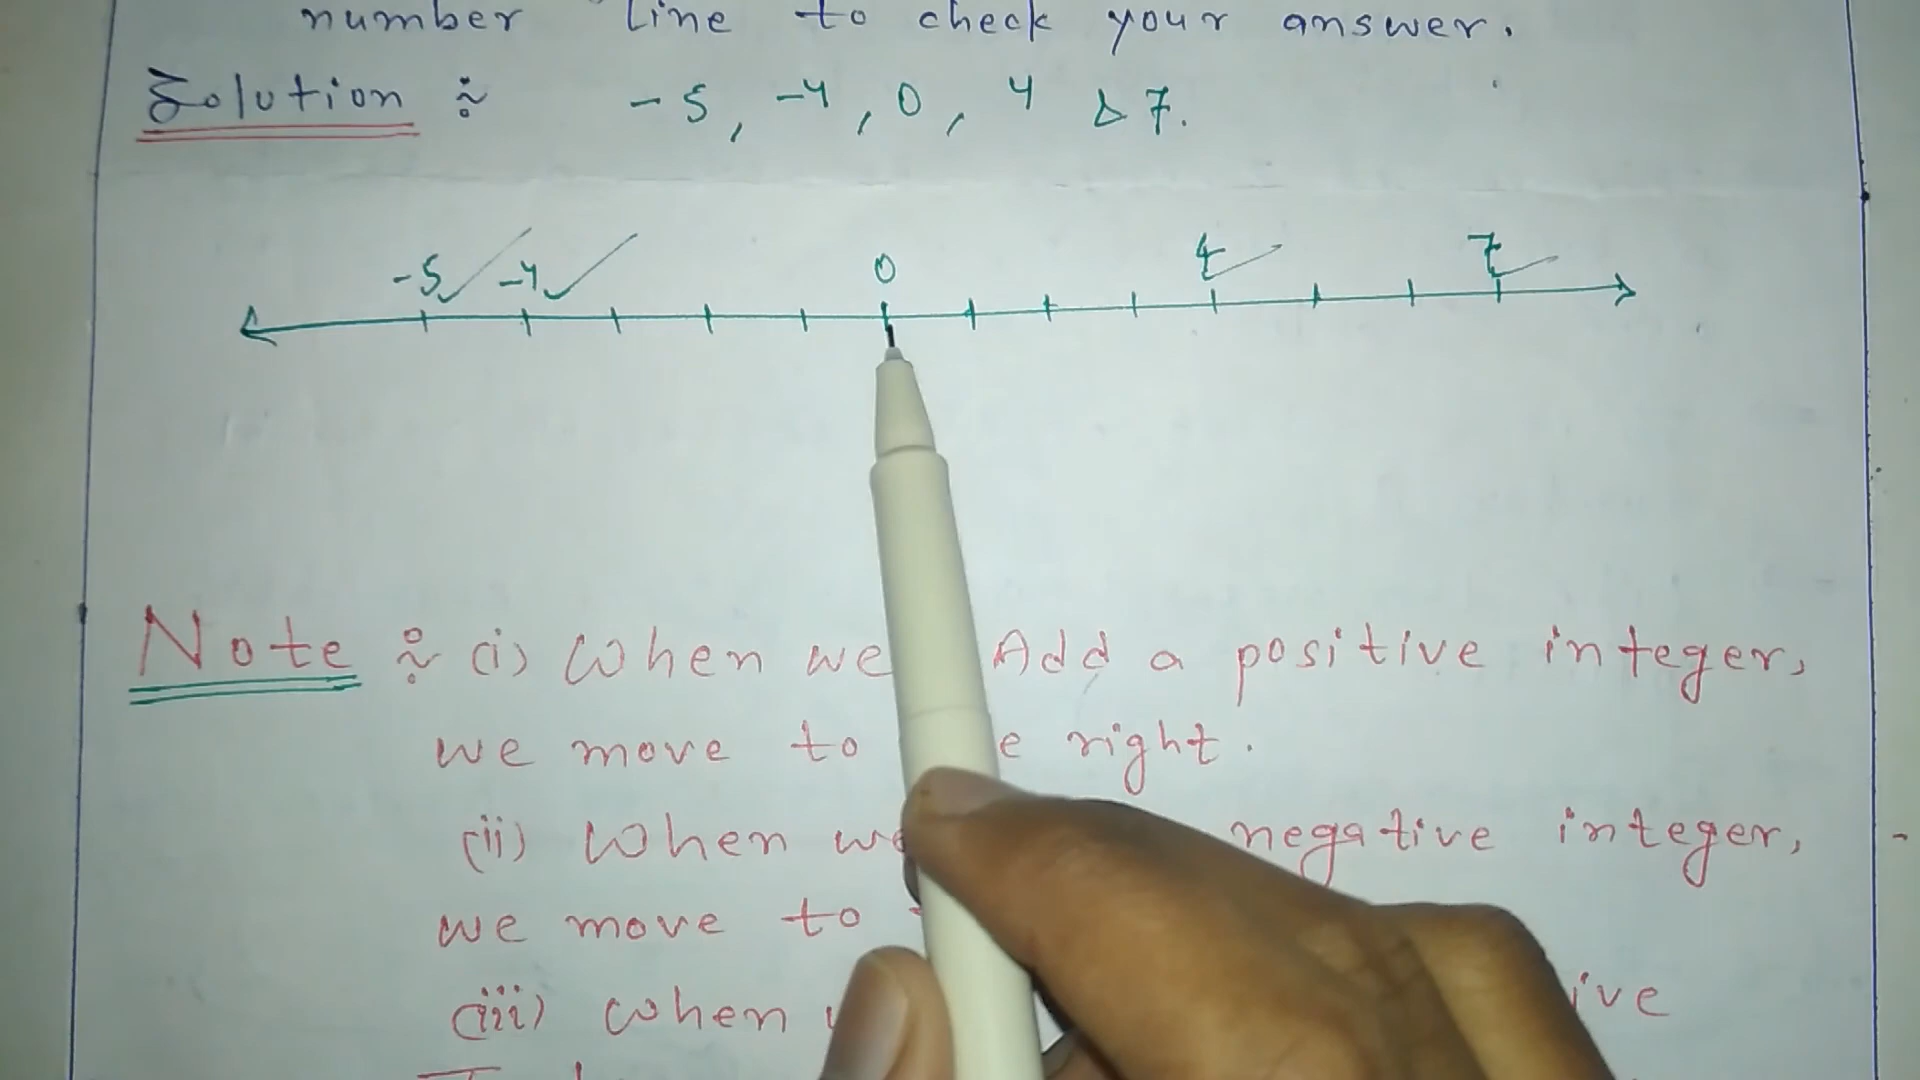 number line to check your answer.
Solution : -5, -4, 0, 4 & 7.
-5 -4 0 4 7
Note : (i) When we Add a positive integer,
we move to right.
(ii) When we negative integer,
we move to
(iii) When